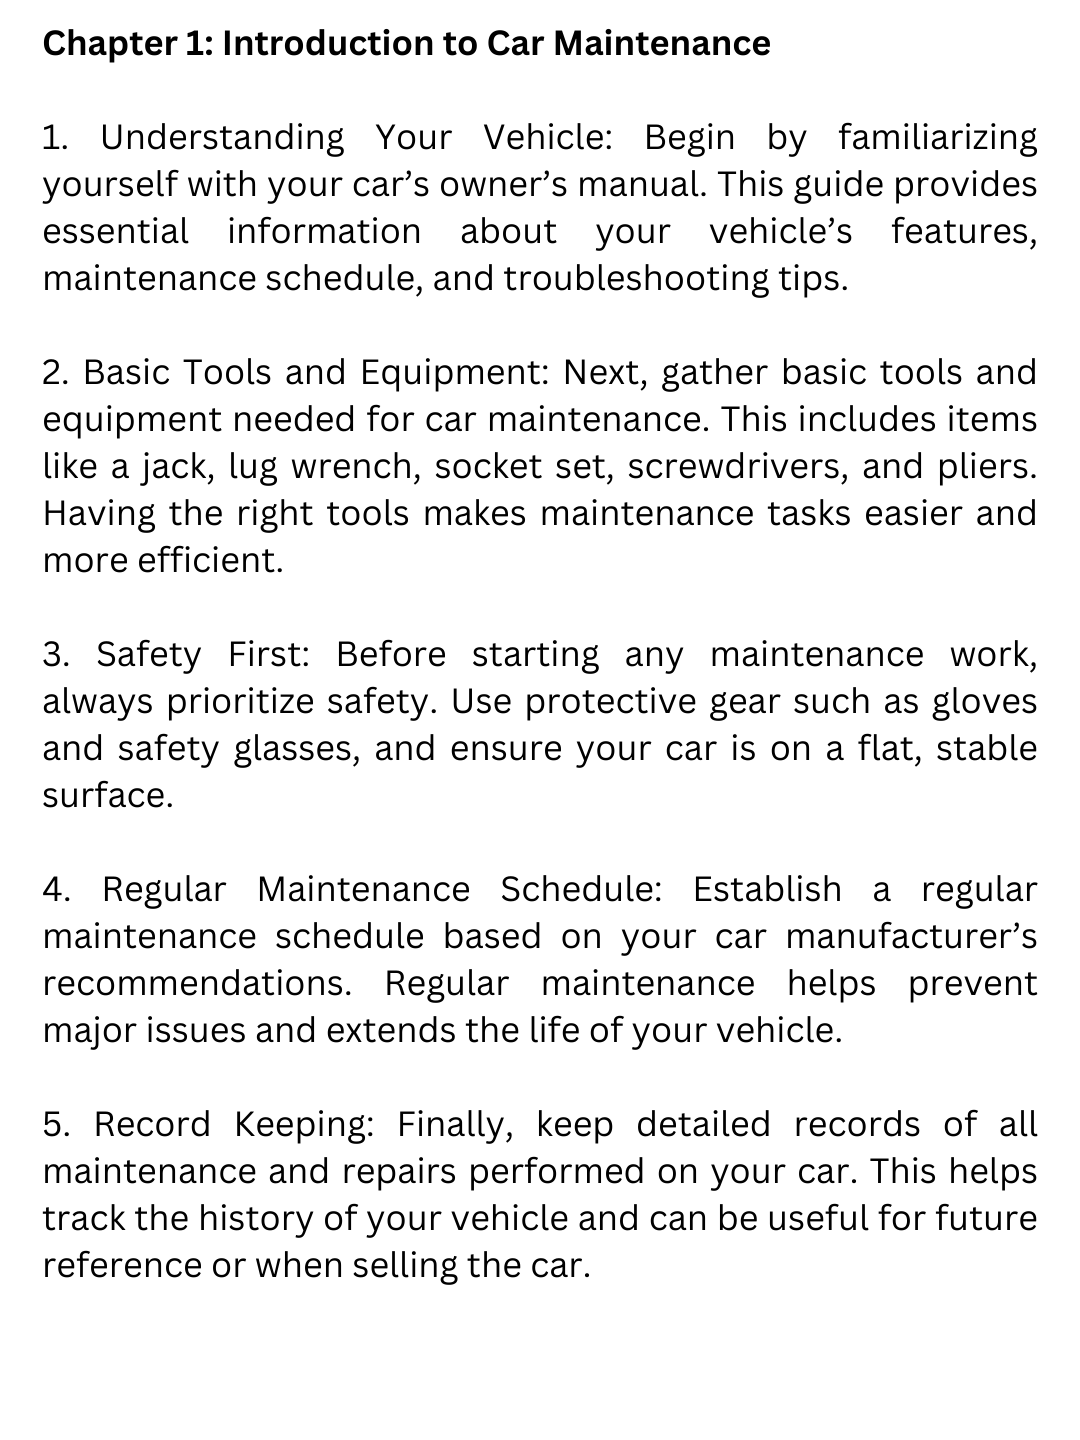 Chapter 1: Introduction to Car Maintenance
1. Understanding Your Vehicle: Begin by familiarizing
yourself with your car’s owner’s manual. This guide provides
essential information about your vehicle’s features,
maintenance schedule, and troubleshooting tips.
2. Basic Tools and Equipment: Next, gather basic tools and
equipment needed for car maintenance. This includes items
like a jack, lug wrench, socket set, screwdrivers, and pliers.
Having the right tools makes maintenance tasks easier and
more efficient.
3. Safety First: Before starting any maintenance work,
always prioritize safety. Use protective gear such as gloves
and safety glasses, and ensure your car is on a flat, stable
surface.
4. Regular Maintenance Schedule: Establish a regular
maintenance schedule based on your car manufacturer’s
recommendations. Regular maintenance helps prevent
major issues and extends the life of your vehicle.
5. Record Keeping: Finally, keep detailed records of all
maintenance and repairs performed on your car. This helps
track the history of your vehicle and can be useful for future
reference or when selling the car.